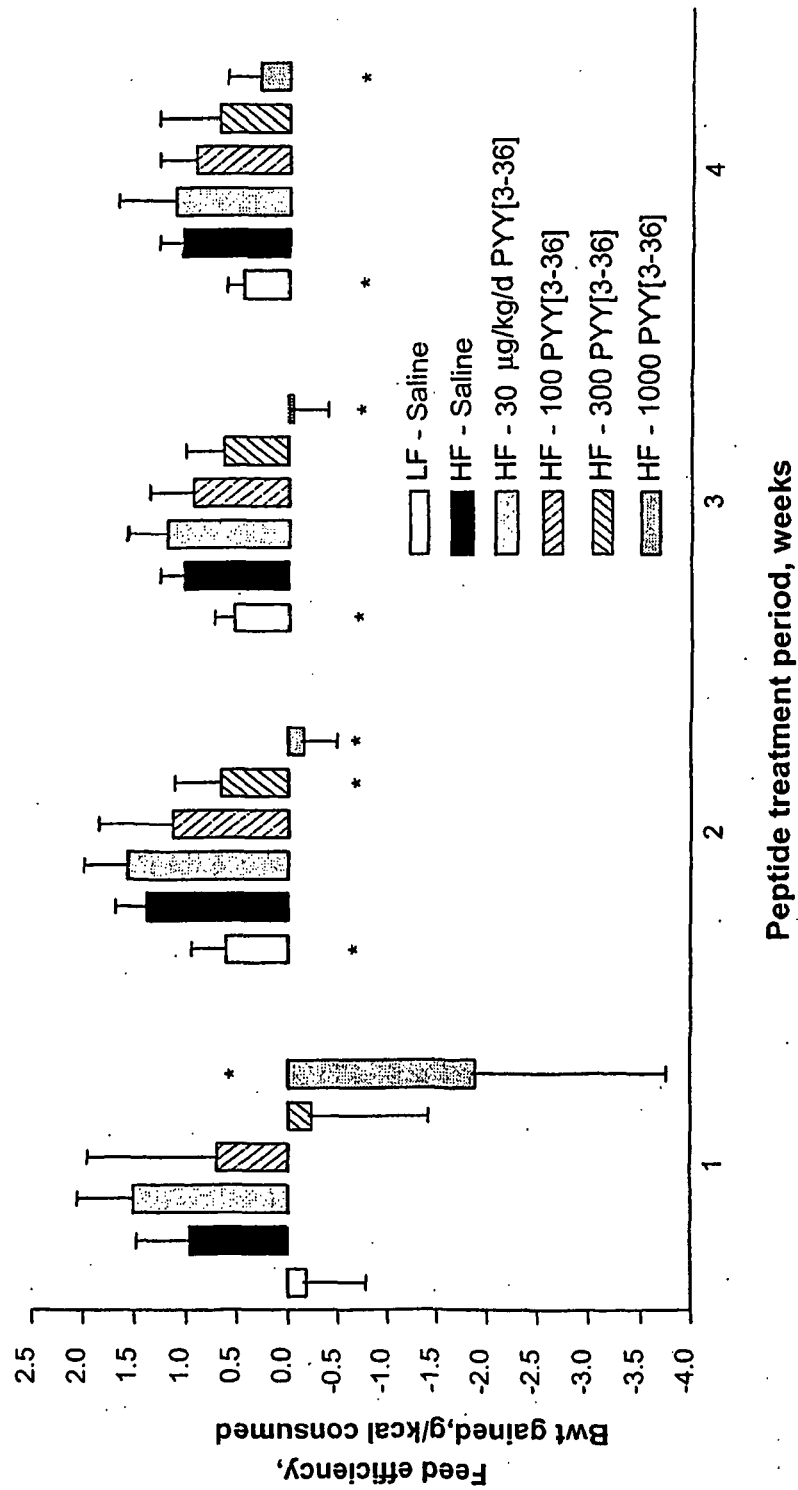 Feed efficiency,
Bwt gained,g/kcal consumed
2.5
2.0
1.5
1.0
0.5
0.0
-0.5
-1.0
-1.5
-2.0
-2.5
-3.0
-3.5
-4.0
*
*
*
*
*
*
*
*
LF - Saline
HF - Saline
HF - 30 µg/kg/d PYY[3-36]
HF - 100 PYY[3-36]
HF - 300 PYY[3-36]
HF - 1000 PYY[3-36]
1
2
3
4
Peptide treatment period, weeks